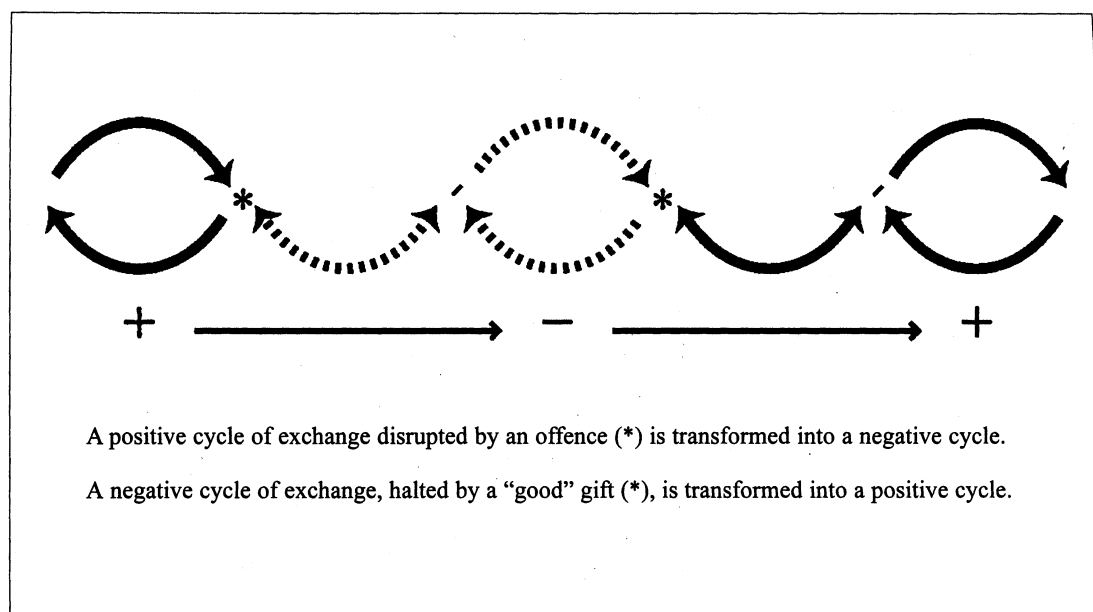 * *
+ − +
A positive cycle of exchange disrupted by an offence (*) is transformed into a negative cycle.
A negative cycle of exchange, halted by a “good” gift (*), is transformed into a positive cycle.